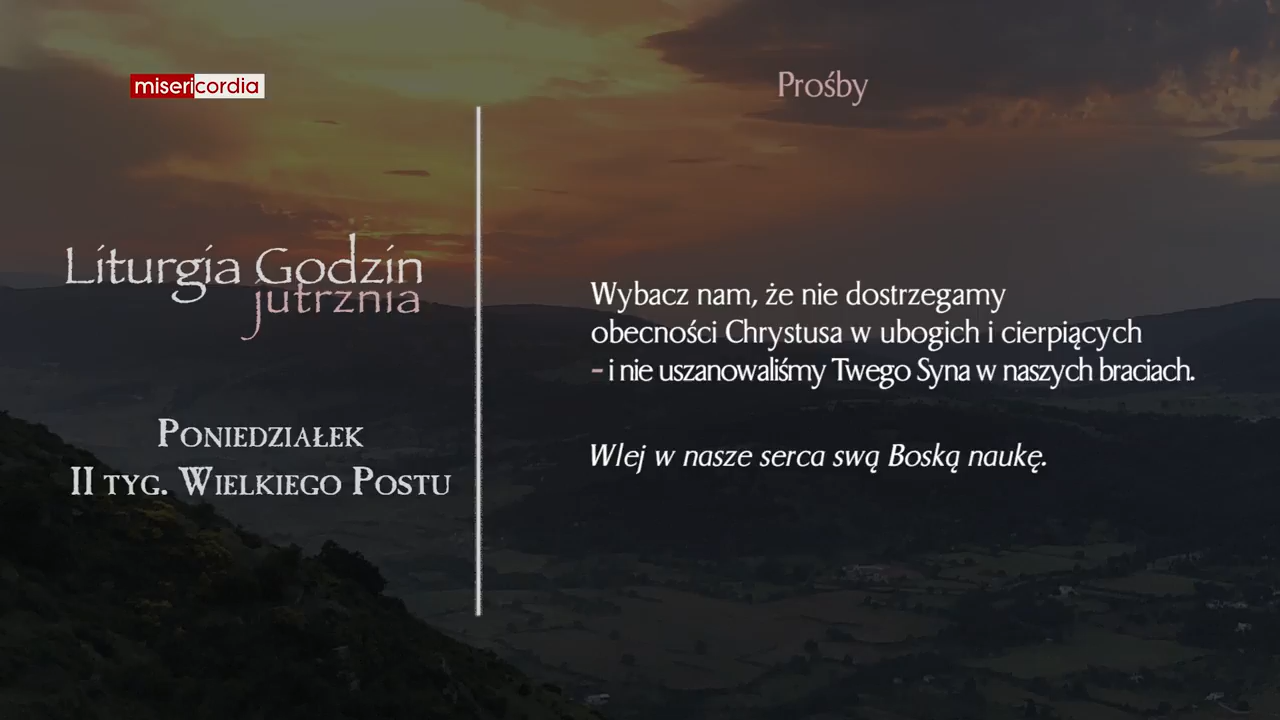 misericordia
Liturgia Godzin
jutrznia
Poniedziałek
II tyg. Wielkiego Postu
Prośby
Wybacz nam, że nie dostrzegamy
obecności Chrystusa w ubogich i cierpiących
- i nie uszanowaliśmy Twego Syna w naszych braciach.
Wlej w nasze serca swą Boską naukę.